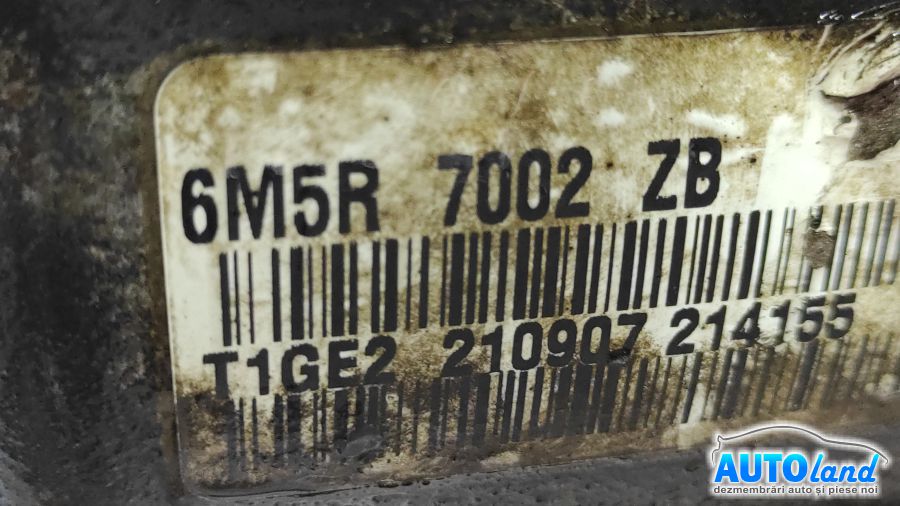 6M5R 7002 ZB
T1GE2 210907 214155
AUTOland
dezmembrări auto și piese noi